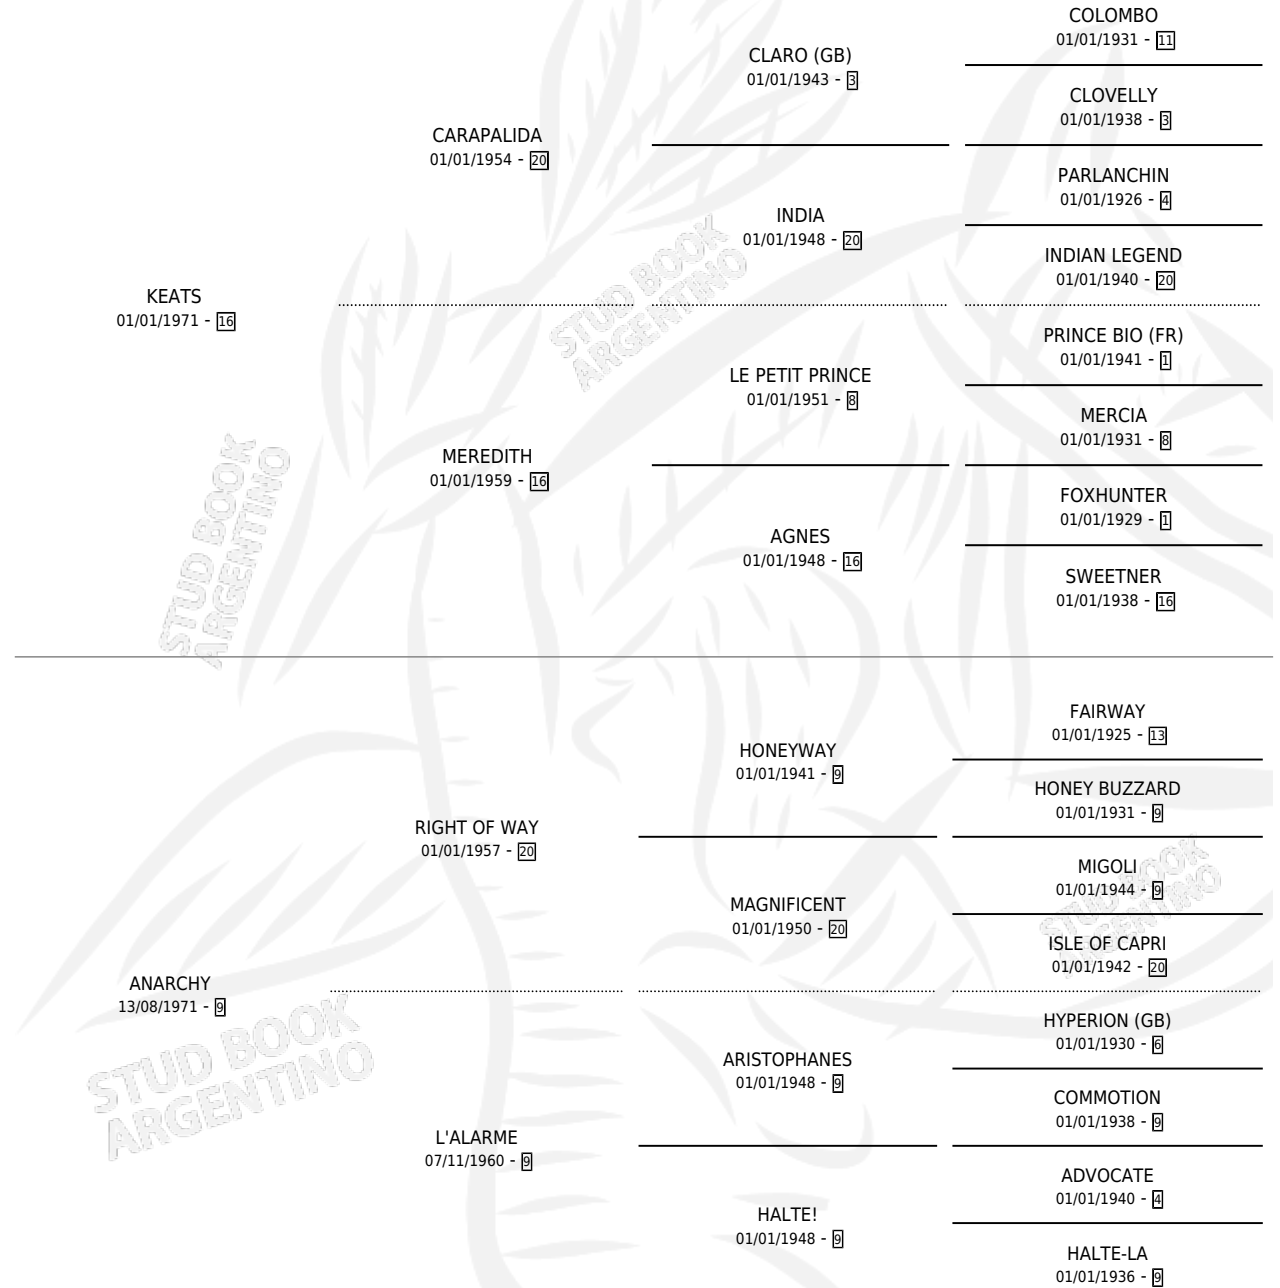 COLOMBO
01/01/1931 - 11
CLARO (GB)
01/01/1943 - 3
CLOVELLY
01/01/1938 - 3
CARAPALIDA
01/01/1954 - 20
PARLANCHIN
01/01/1926 - 4
INDIA
01/01/1948 - 20
INDIAN LEGEND
01/01/1940 - 20
KEATS
01/01/1971 - 16
STUD BOOK
ARGENTINO
PRINCE BIO (FR)
01/01/1941 - 1
LE PETIT PRINCE
01/01/1951 - 8
MERCIA
01/01/1931 - 8
MEREDITH
01/01/1959 - 16
FOXHUNTER
01/01/1929 - 1
AGNES
01/01/1948 - 16
SWEETNER
01/01/1938 - 16
STUD BOOK
ARGENTINO
FAIRWAY
01/01/1925 - 13
HONEYWAY
01/01/1941 - 9
HONEY BUZZARD
01/01/1931 - 9
RIGHT OF WAY
01/01/1957 - 20
MIGOLI
01/01/1944 - 9
MAGNIFICENT
01/01/1950 - 20
STUD BOOK
ARGENTINO
ISLE OF CAPRI
01/01/1942 - 20
ANARCHY
13/08/1971 - 9
HYPERION (GB)
01/01/1930 - 6
STUD BOOK
ARGENTINO
ARISTOPHANES
01/01/1948 - 9
COMMOTION
01/01/1938 - 9
L'ALARME
07/11/1960 - 9
ADVOCATE
01/01/1940 - 4
HALTE!
01/01/1948 - 9
HALTE-LA
01/01/1936 - 9